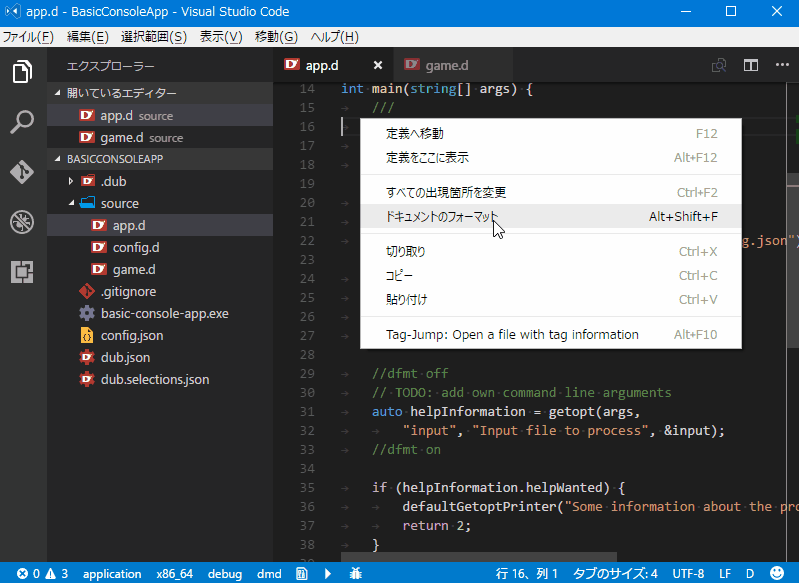 app.d - BasicConsoleApp - Visual Studio Code
ファイル(F) 編集(E) 選択範囲(S) 表示(V) 移動(G) ヘルプ(H)
エクスプローラー
開いているエディター
app.d source
game.d source
BASICCONSOLEAPP
.dub
source
app.d
config.d
game.d
.gitignore
basic-console-app.exe
config.json
dub.json
dub.selections.json
app.d game.d
14 int main(string[] args) {
15 ///
16
17
18
19
20
21
22 g.json")
23
24
25
26
27
28
29 //dfmt off
30 // TODO: add own command line arguments
31 auto helpInformation = getopt(args,
32 "input", "Input file to process", &input);
33 //dfmt on
34
35 if (helpInformation.helpWanted) {
36 defaultGetoptPrinter("Some information about the pro
37 return 2;
38 }
定義へ移動 F12
定義をここに表示 Alt+F12
すべての出現箇所を変更 Ctrl+F2
ドキュメントのフォーマット Alt+Shift+F
切り取り Ctrl+X
コピー Ctrl+C
貼り付け Ctrl+V
Tag-Jump: Open a file with tag information Alt+F10
0 3 application x86_64 debug dmd 行 16、列 1 タブのサイズ: 4 UTF-8 LF D